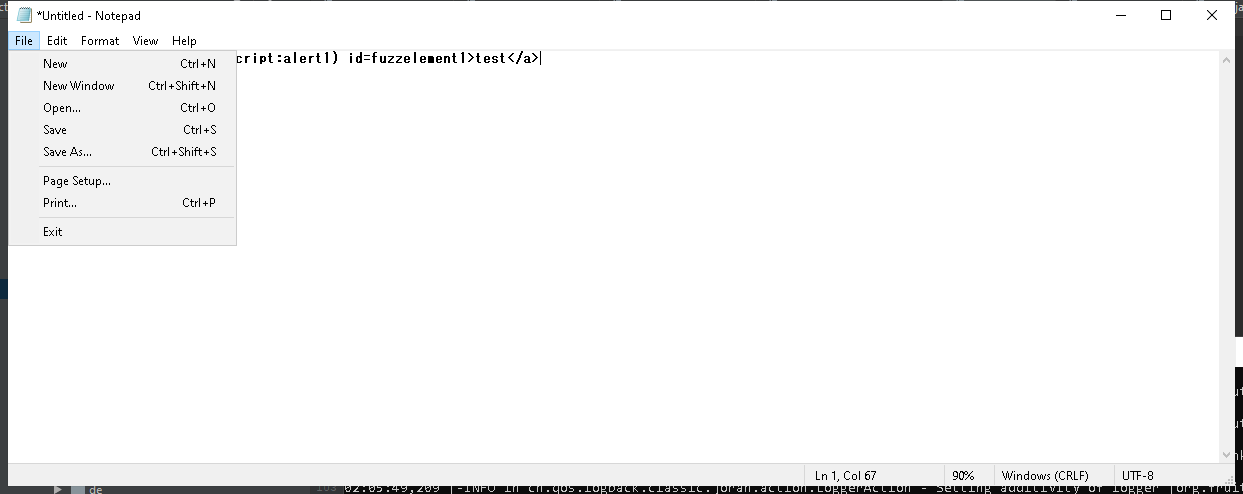 *Untitled - Notepad
File Edit Format View Help
cript:alert1) id=fuzzelement1>test</a>
New Ctrl+N
New Window Ctrl+Shift+N
Open... Ctrl+O
Save Ctrl+S
Save As... Ctrl+Shift+S
Page Setup...
Print... Ctrl+P
Exit
Ln 1, Col 67 90% Windows (CRLF) UTF-8
de 02:05:49,209 |-INFO in ch.qos.logback.classic.joran.action.LoggerAction - Setting additivity of logger